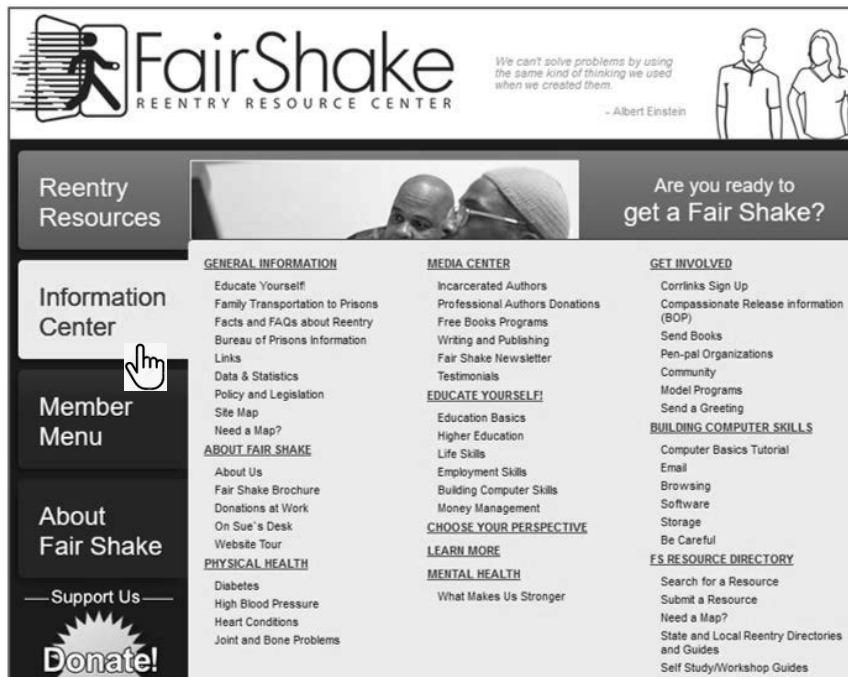 FairShake
REENTRY RESOURCE CENTER
We can't solve problems by using
the same kind of thinking we used
when we created them.
- Albert Einstein
Reentry
Resources
Are you ready to
get a Fair Shake?
Information
Center
Member
Menu
About
Fair Shake
Support Us
Donate!
GENERAL INFORMATION
Educate Yourself!
Family Transportation to Prisons
Facts and FAQs about Reentry
Bureau of Prisons Information
Links
Data & Statistics
Policy and Legislation
Site Map
Need a Map?
ABOUT FAIR SHAKE
About Us
Fair Shake Brochure
Donations at Work
On Sue`s Desk
Website Tour
PHYSICAL HEALTH
Diabetes
High Blood Pressure
Heart Conditions
Joint and Bone Problems
MEDIA CENTER
Incarcerated Authors
Professional Authors Donations
Free Books Programs
Writing and Publishing
Fair Shake Newsletter
Testimonials
EDUCATE YOURSELF!
Education Basics
Higher Education
Life Skills
Employment Skills
Building Computer Skills
Money Management
CHOOSE YOUR PERSPECTIVE
LEARN MORE
MENTAL HEALTH
What Makes Us Stronger
GET INVOLVED
Corrlinks Sign Up
Compassionate Release information
(BOP)
Send Books
Pen-pal Organizations
Community
Model Programs
Send a Greeting
BUILDING COMPUTER SKILLS
Computer Basics Tutorial
Email
Browsing
Software
Storage
Be Careful
FS RESOURCE DIRECTORY
Search for a Resource
Submit a Resource
Need a Map?
State and Local Reentry Directories
and Guides
Self Study/Workshop Guides